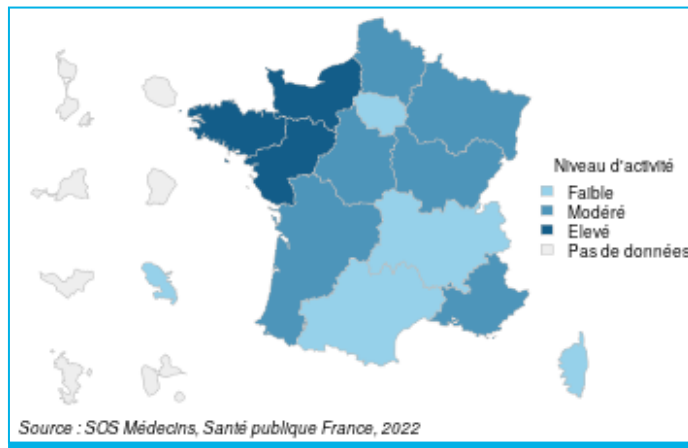 Niveau d'activité
Faible
Modéré
Elevé
Pas de données
Source : SOS Médecins, Santé publique France, 2022